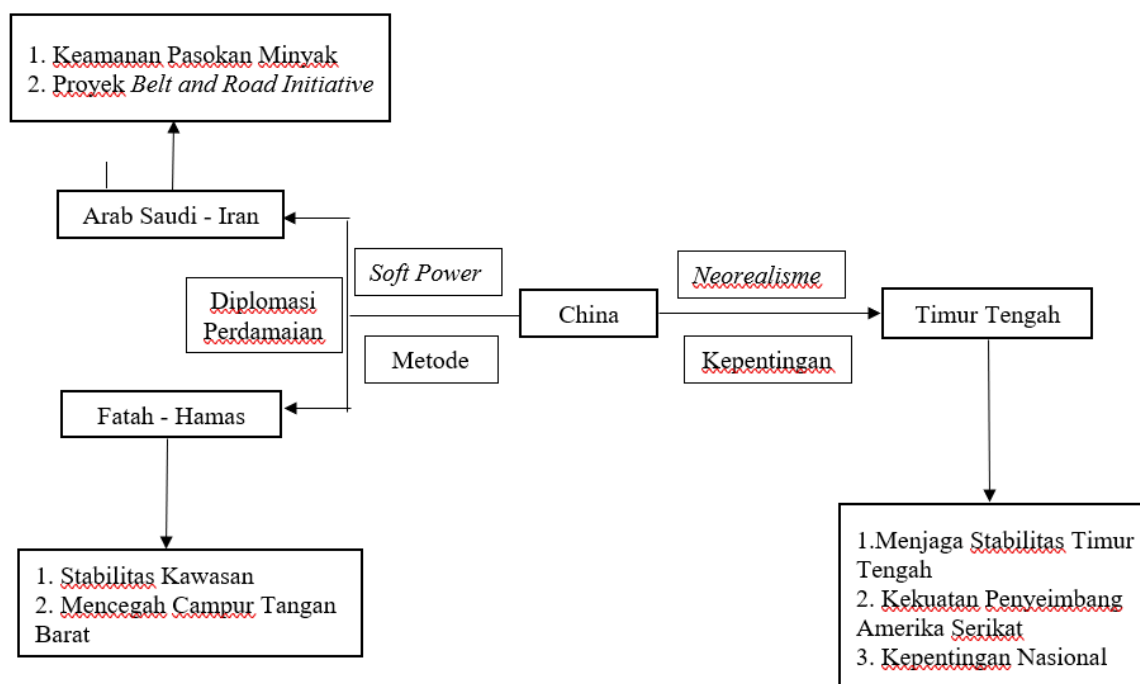 1. Keamanan Pasokan Minyak
2. Proyek Belt and Road Initiative
Arab Saudi - Iran
Soft Power
Neorealisme
Diplomasi
Perdamaian
China
Timur Tengah
Metode
Kepentingan
Fatah - Hamas
1. Stabilitas Kawasan
2. Mencegah Campur Tangan
Barat
1.Menjaga Stabilitas Timur
Tengah
2. Kekuatan Penyeimbang
Amerika Serikat
3. Kepentingan Nasional